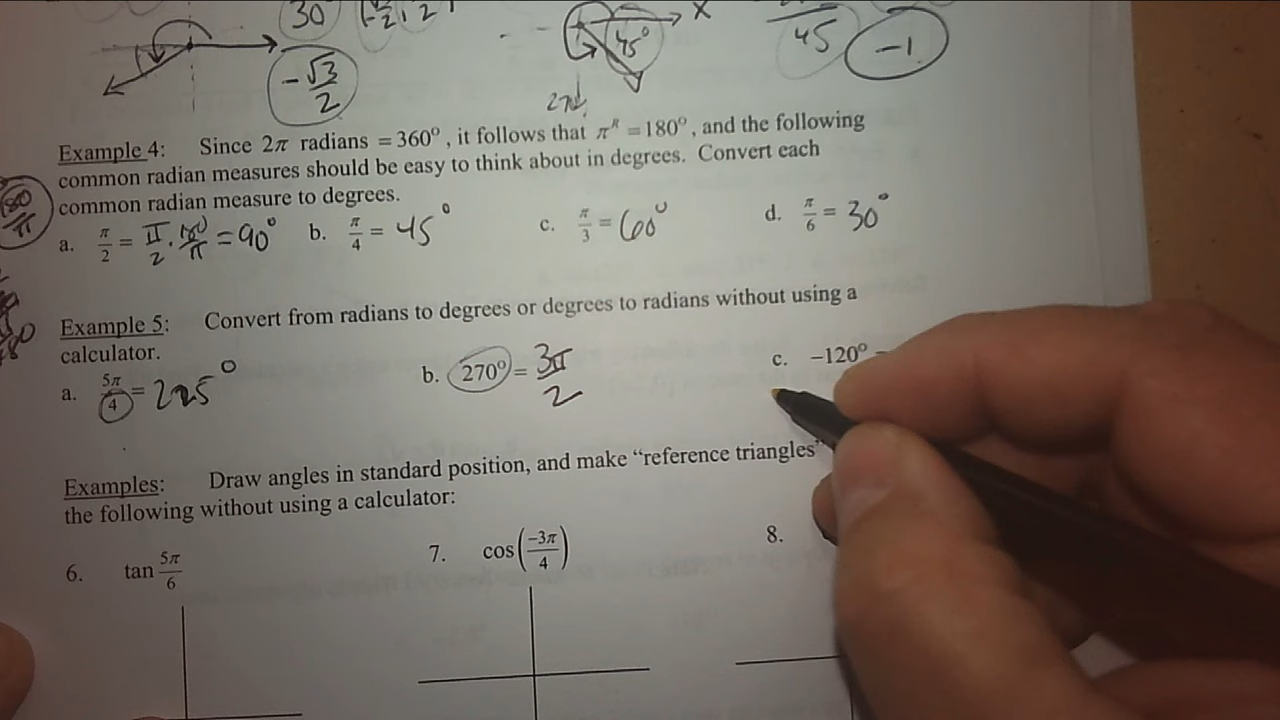 30
x
45°
45
-1
-√3/2
Example 4: Since 2π radians = 360°, it follows that π^R = 180°, and the following
common radian measures should be easy to think about in degrees. Convert each
common radian measure to degrees.
180/π
a. π/2 = π/2 · 180/π = 90° b. π/4 = 45° c. π/3 = 60° d. π/6 = 30°
Example 5: Convert from radians to degrees or degrees to radians without using a
calculator.
a. 5π/4 = 225° b. 270° = 3π/2 c. -120°
Examples: Draw angles in standard position, and make “reference triangles”
the following without using a calculator:
6. tan 5π/6 7. cos(-3π/4) 8.